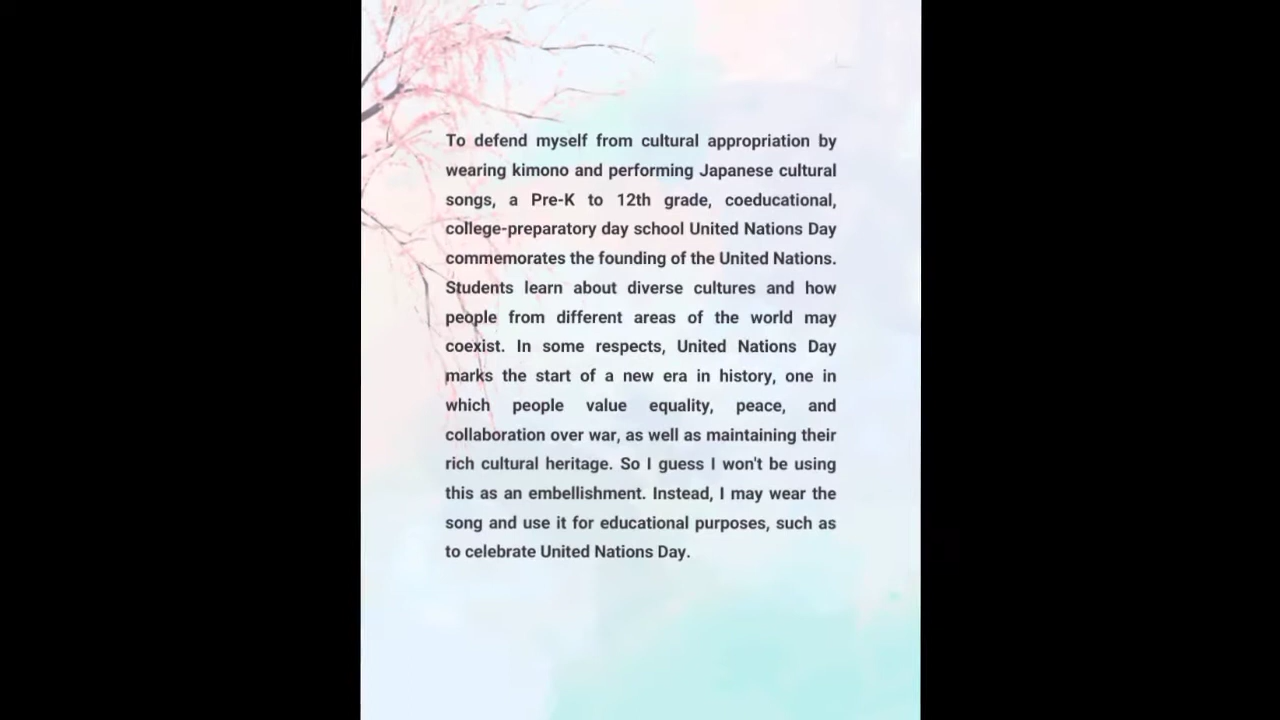 To defend myself from cultural appropriation by
wearing kimono and performing Japanese cultural
songs, a Pre-K to 12th grade, coeducational,
college-preparatory day school United Nations Day
commemorates the founding of the United Nations.
Students learn about diverse cultures and how
people from different areas of the world may
coexist. In some respects, United Nations Day
marks the start of a new era in history, one in
which people value equality, peace, and
collaboration over war, as well as maintaining their
rich cultural heritage. So I guess I won't be using
this as an embellishment. Instead, I may wear the
song and use it for educational purposes, such as
to celebrate United Nations Day.